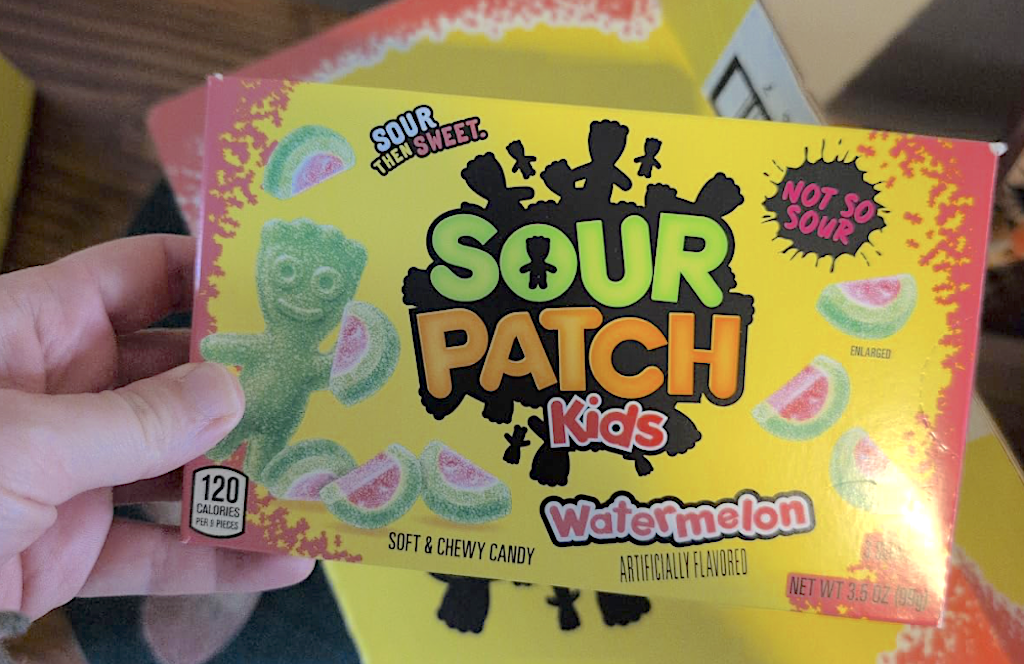 SOUR
THEN SWEET.
NOT SO
SOUR
SOUR
PATCH
Kids
ENLARGED
120
CALORIES
PER 5 PIECES
Watermelon
SOFT & CHEWY CANDY
ARTIFICIALLY FLAVORED
NET WT 3.5 OZ (99g)